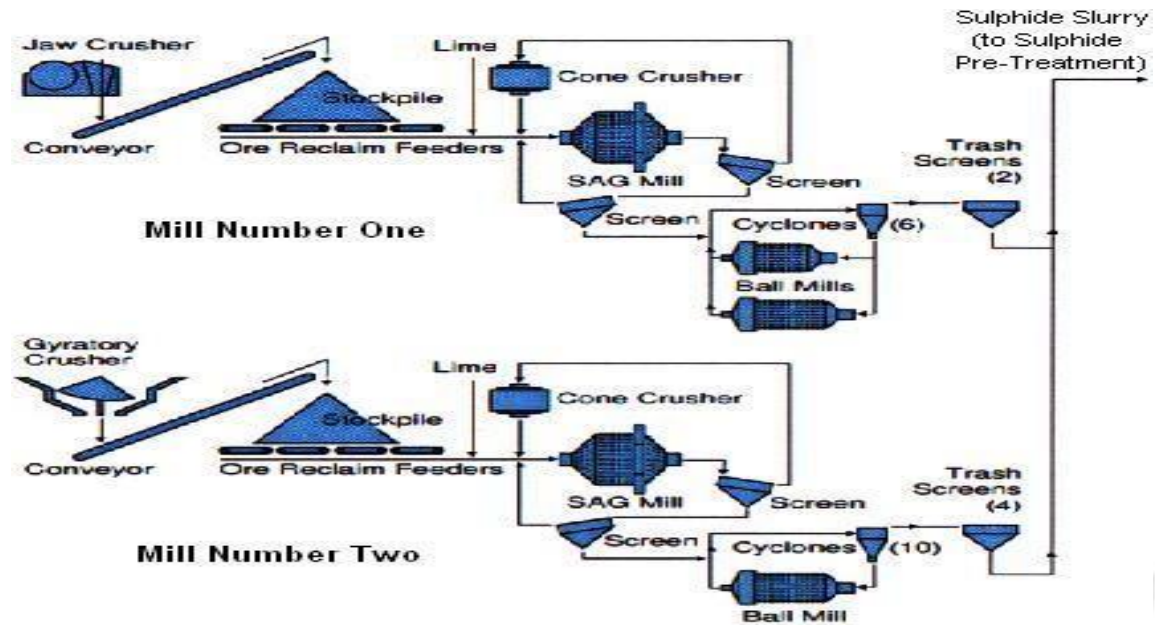 Sulphide Slurry
(to Sulphide
Pre-Treatment)
Jaw Crusher
Lime
Cone Crusher
Stockpile
Conveyor
Ore Reclaim Feeders
SAG Mill
Screen
Trash
Screens
(2)
Mill Number One
Screen
Cyclones
(6)
Ball Mills
Gyratory
Crusher
Lime
Cone Crusher
Stockpile
Conveyor
Ore Reclaim Feeders
SAG Mill
Screen
Trash
Screens
(4)
Mill Number Two
Screen
Cyclones
(10)
Ball Mill